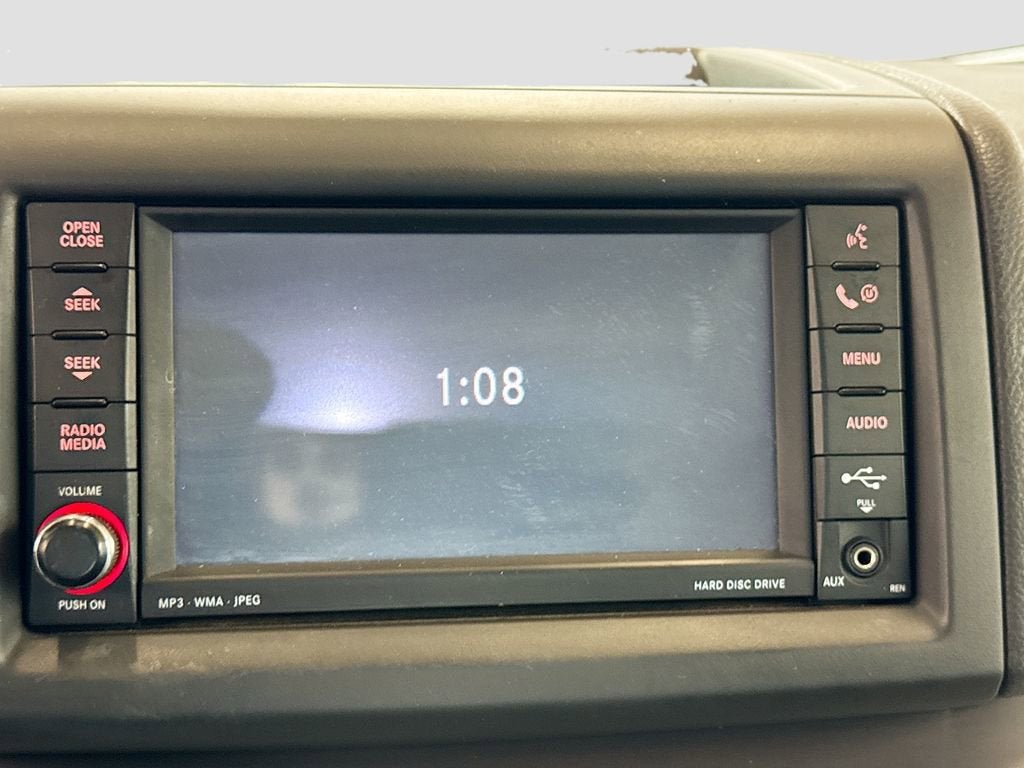 OPEN
CLOSE
SEEK
SEEK
RADIO
MEDIA
VOLUME
PUSH ON
MP3 · WMA · JPEG
1:08
HARD DISC DRIVE
MENU
AUDIO
PULL
AUX
REN